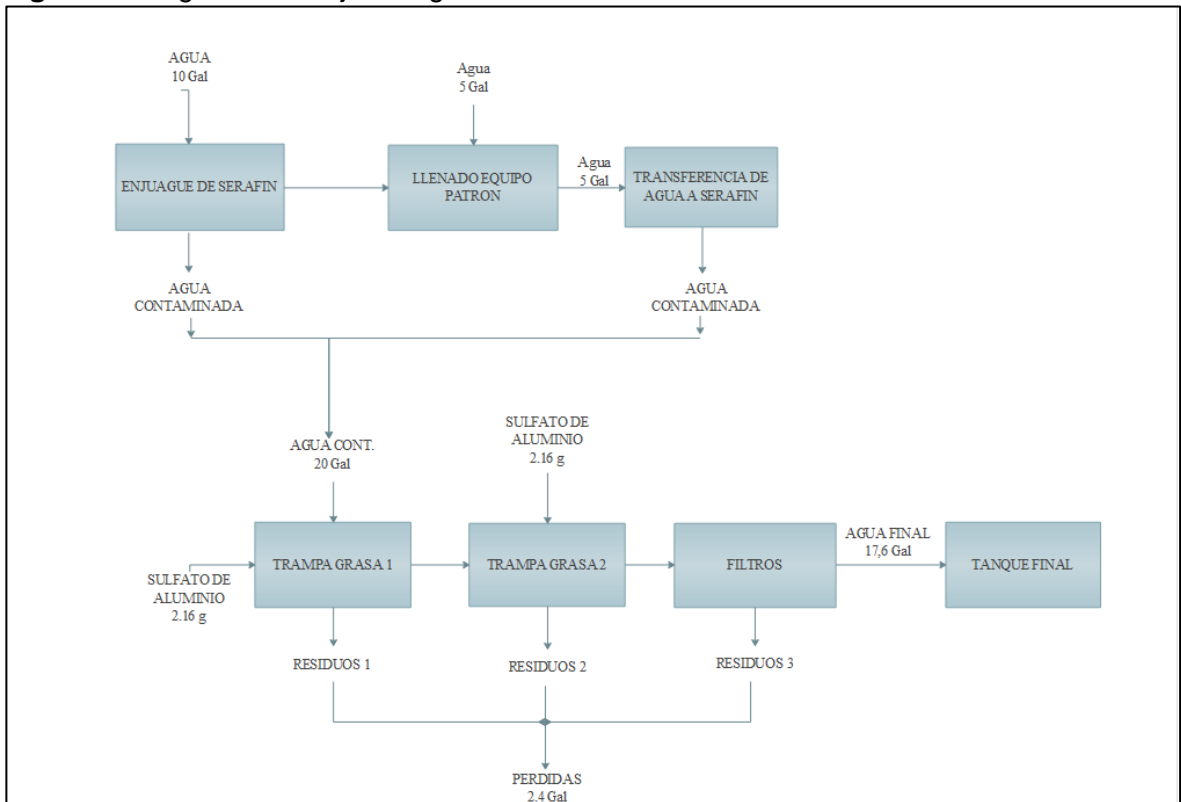 AGUA
10 Gal
Agua
5 Gal
ENJUAGUE DE SERAFIN
LLENADO EQUIPO
PATRON
Agua
5 Gal
TRANSFERENCIA DE
AGUA A SERAFIN
AGUA
CONTAMINADA
AGUA
CONTAMINADA
AGUA CONT.
20 Gal
SULFATO DE
ALUMINIO
2.16 g
SULFATO DE
ALUMINIO
2.16 g
TRAMPA GRASA 1
TRAMPA GRASA 2
FILTROS
AGUA FINAL
17,6 Gal
TANQUE FINAL
RESIDUOS 1
RESIDUOS 2
RESIDUOS 3
PERDIDAS
2.4 Gal